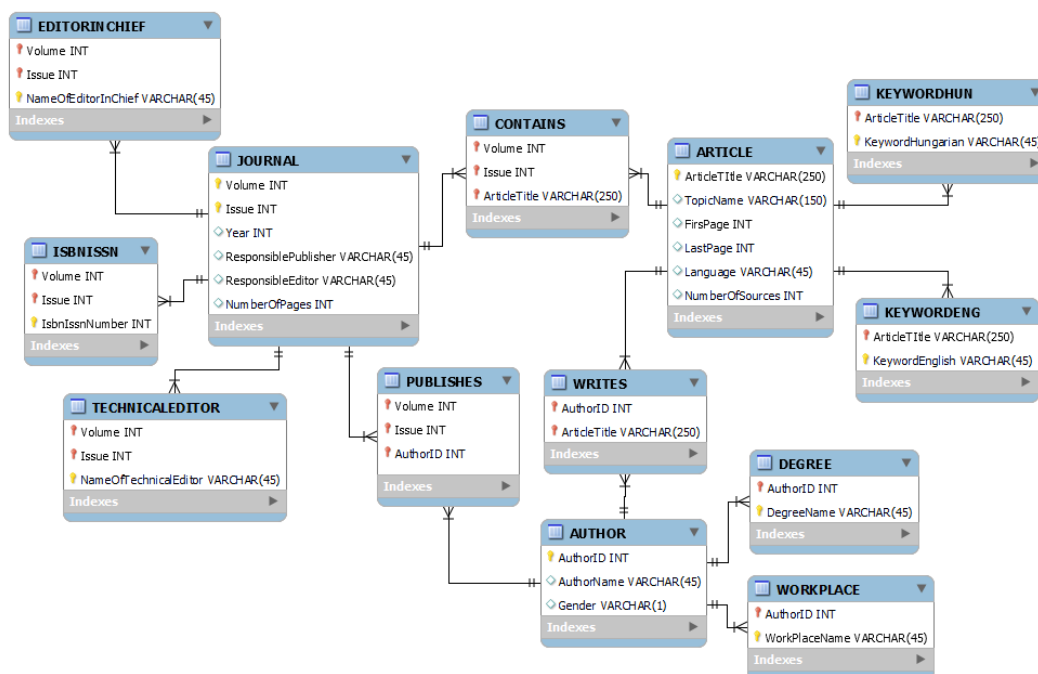 EDITORINCHIEF
Volume INT
Issue INT
NameOfEditorInChief VARCHAR(45)
Indexes
JOURNAL
Volume INT
Issue INT
Year INT
ResponsiblePublisher VARCHAR(45)
ResponsibleEditor VARCHAR(45)
NumberOfPages INT
Indexes
CONTAINS
Volume INT
Issue INT
ArticleTitle VARCHAR(250)
Indexes
ARTICLE
ArticleTItle VARCHAR(250)
TopicName VARCHAR(150)
FirsPage INT
LastPage INT
Language VARCHAR(45)
NumberOfSources INT
Indexes
KEYWORDHUN
ArticleTitle VARCHAR(250)
KeywordHungarian VARCHAR(45)
Indexes
ISBNISSN
Volume INT
Issue INT
IsbnIssnNumber INT
Indexes
KEYWORDENG
ArticleTItle VARCHAR(250)
KeywordEnglish VARCHAR(45)
Indexes
TECHNICALEDITOR
Volume INT
Issue INT
NameOfTechnicalEditor VARCHAR(45)
Indexes
PUBLISHES
Volume INT
Issue INT
AuthorID INT
Indexes
WRITES
AuthorID INT
ArticleTitle VARCHAR(250)
Indexes
DEGREE
AuthorID INT
DegreeName VARCHAR(45)
Indexes
AUTHOR
AuthorID INT
AuthorName VARCHAR(45)
Gender VARCHAR(1)
Indexes
WORKPLACE
AuthorID INT
WorkPlaceName VARCHAR(45)
Indexes